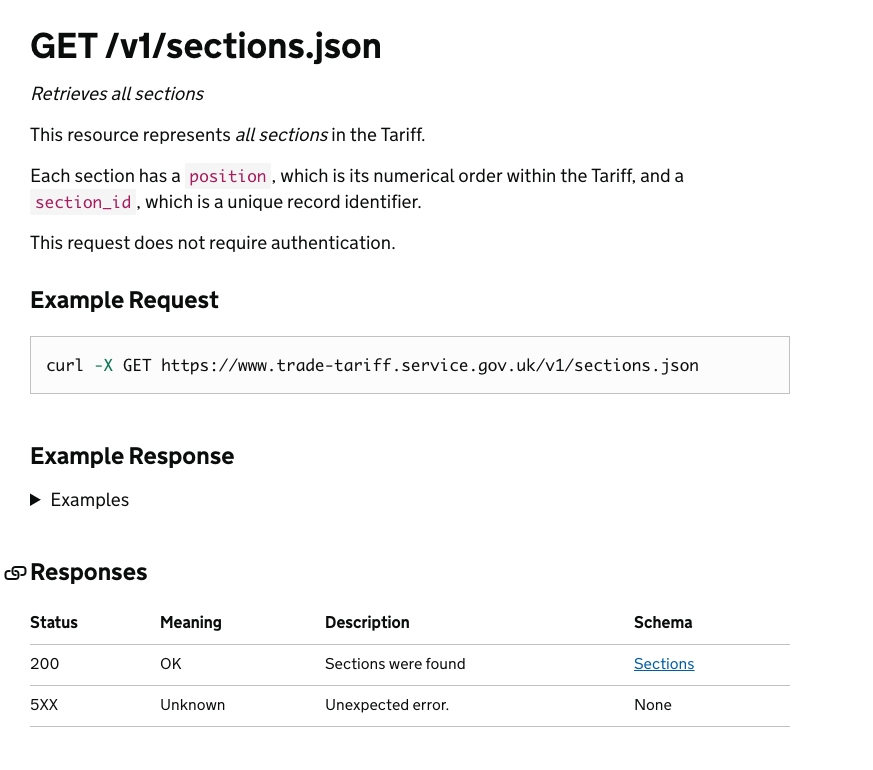 GET /v1/sections.json
Retrieves all sections
This resource represents all sections in the Tariff.
Each section has a position, which is its numerical order within the Tariff, and a
section_id, which is a unique record identifier.
This request does not require authentication.
Example Request
curl -X GET https://www.trade-tariff.service.gov.uk/v1/sections.json
Example Response
Examples
Responses
Status Meaning Description Schema
200 OK Sections were found Sections
5XX Unknown Unexpected error. None